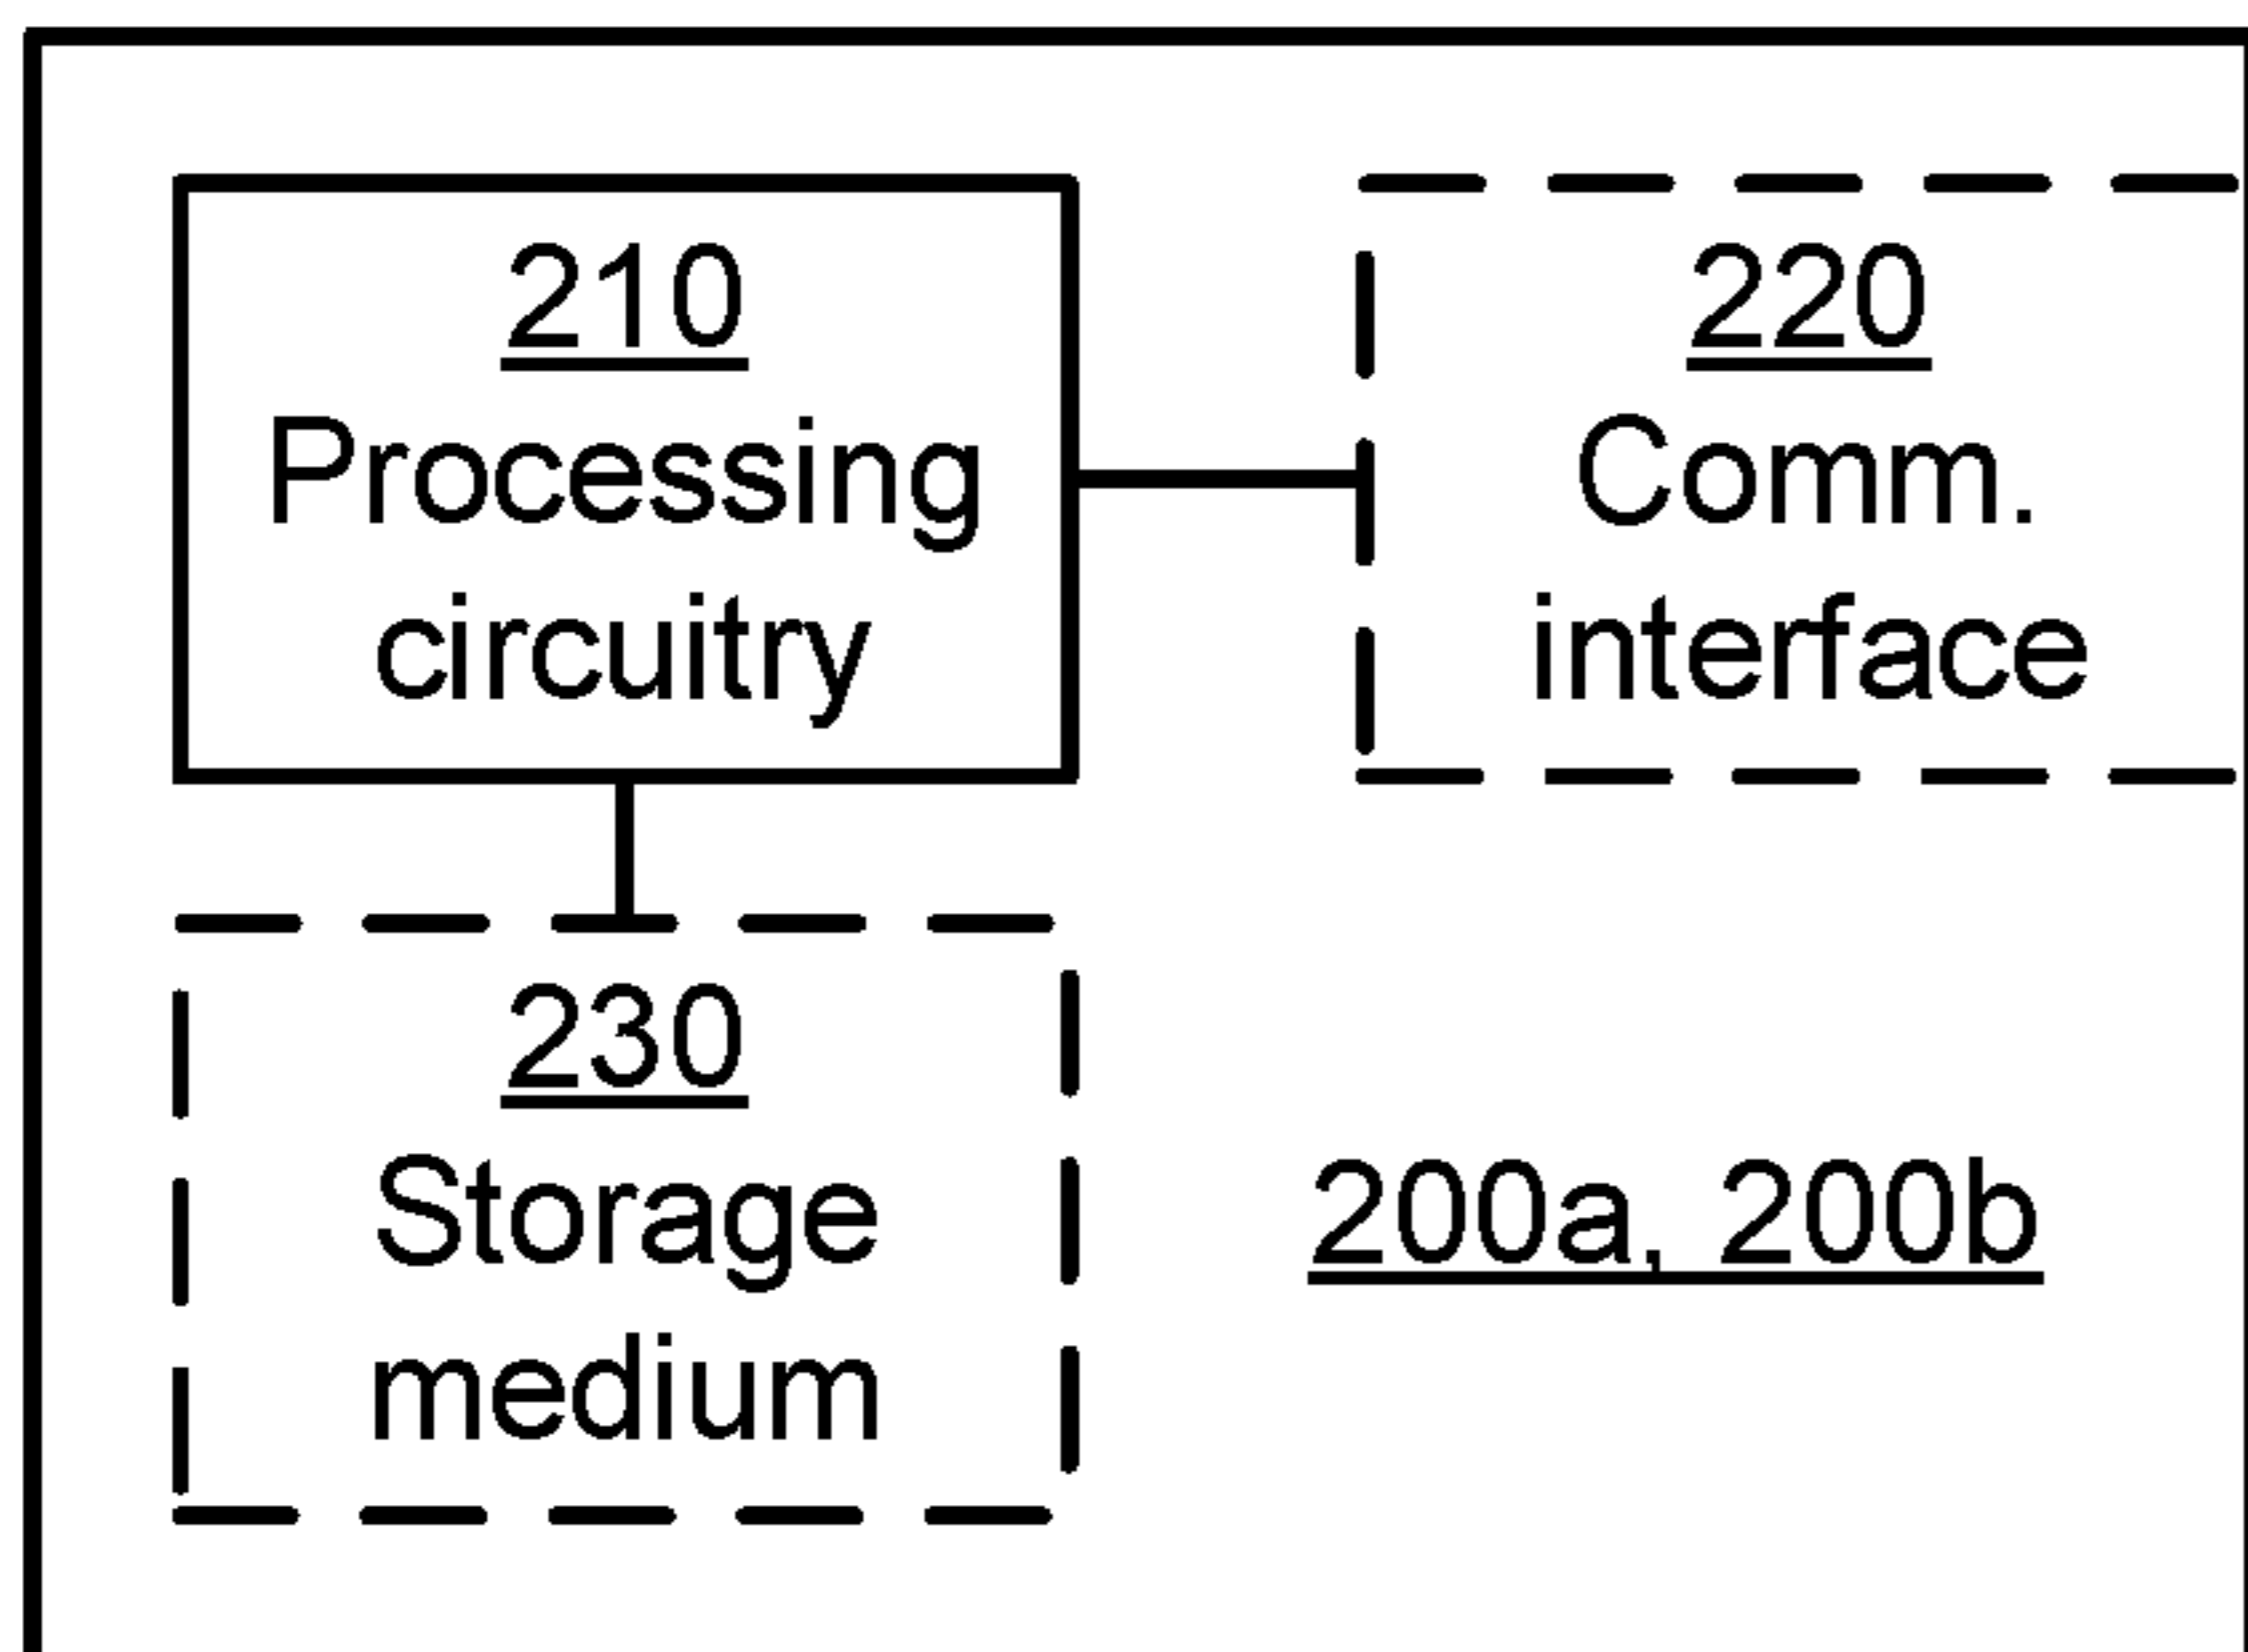 210
Processing
circuitry
220
Comm.
interface
230
Storage
medium
200a, 200b